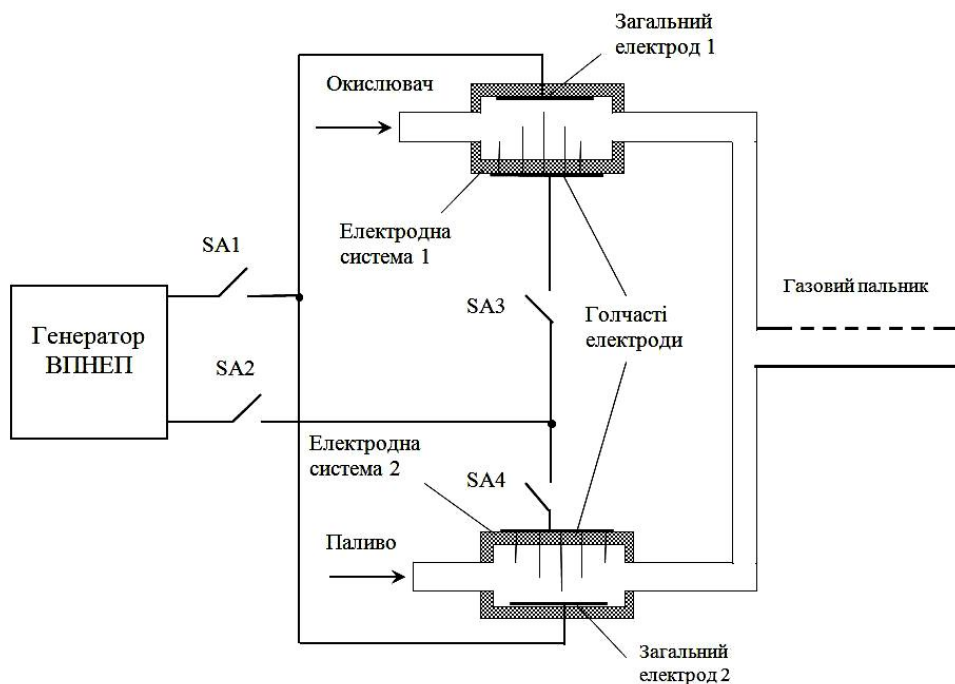 Загальний
електрод 1
Окислювач
Електродна
система 1
SA1
SA3
Голчасті
електроди
Газовий пальник
Генератор
ВПНЕП
SA2
Електродна
система 2
SA4
Паливо
Загальний
електрод 2